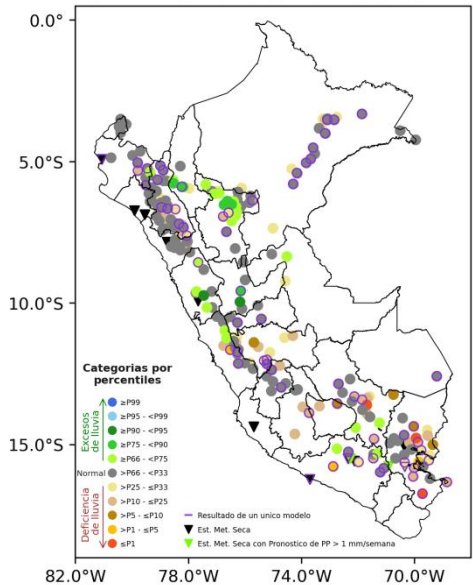 0.0°
5.0°S
10.0°S
15.0°S
82.0°W
78.0°W
74.0°W
70.0°W
Categorias por
percentiles
Excesos
de lluvia
≥P99
≥P95 - <P99
≥P90 - <P95
≥P75 - <P90
≥P66 - <P75
Normal
>P66 - <P33
Deficiencia
de lluvia
>P25 - ≤P33
>P10 - ≤P25
>P5 - ≤P10
>P1 - ≤P5
≤P1
Resultado de un unico modelo
Est. Met. Seca
Est. Met. Seca con Pronostico de PP > 1 mm/semana